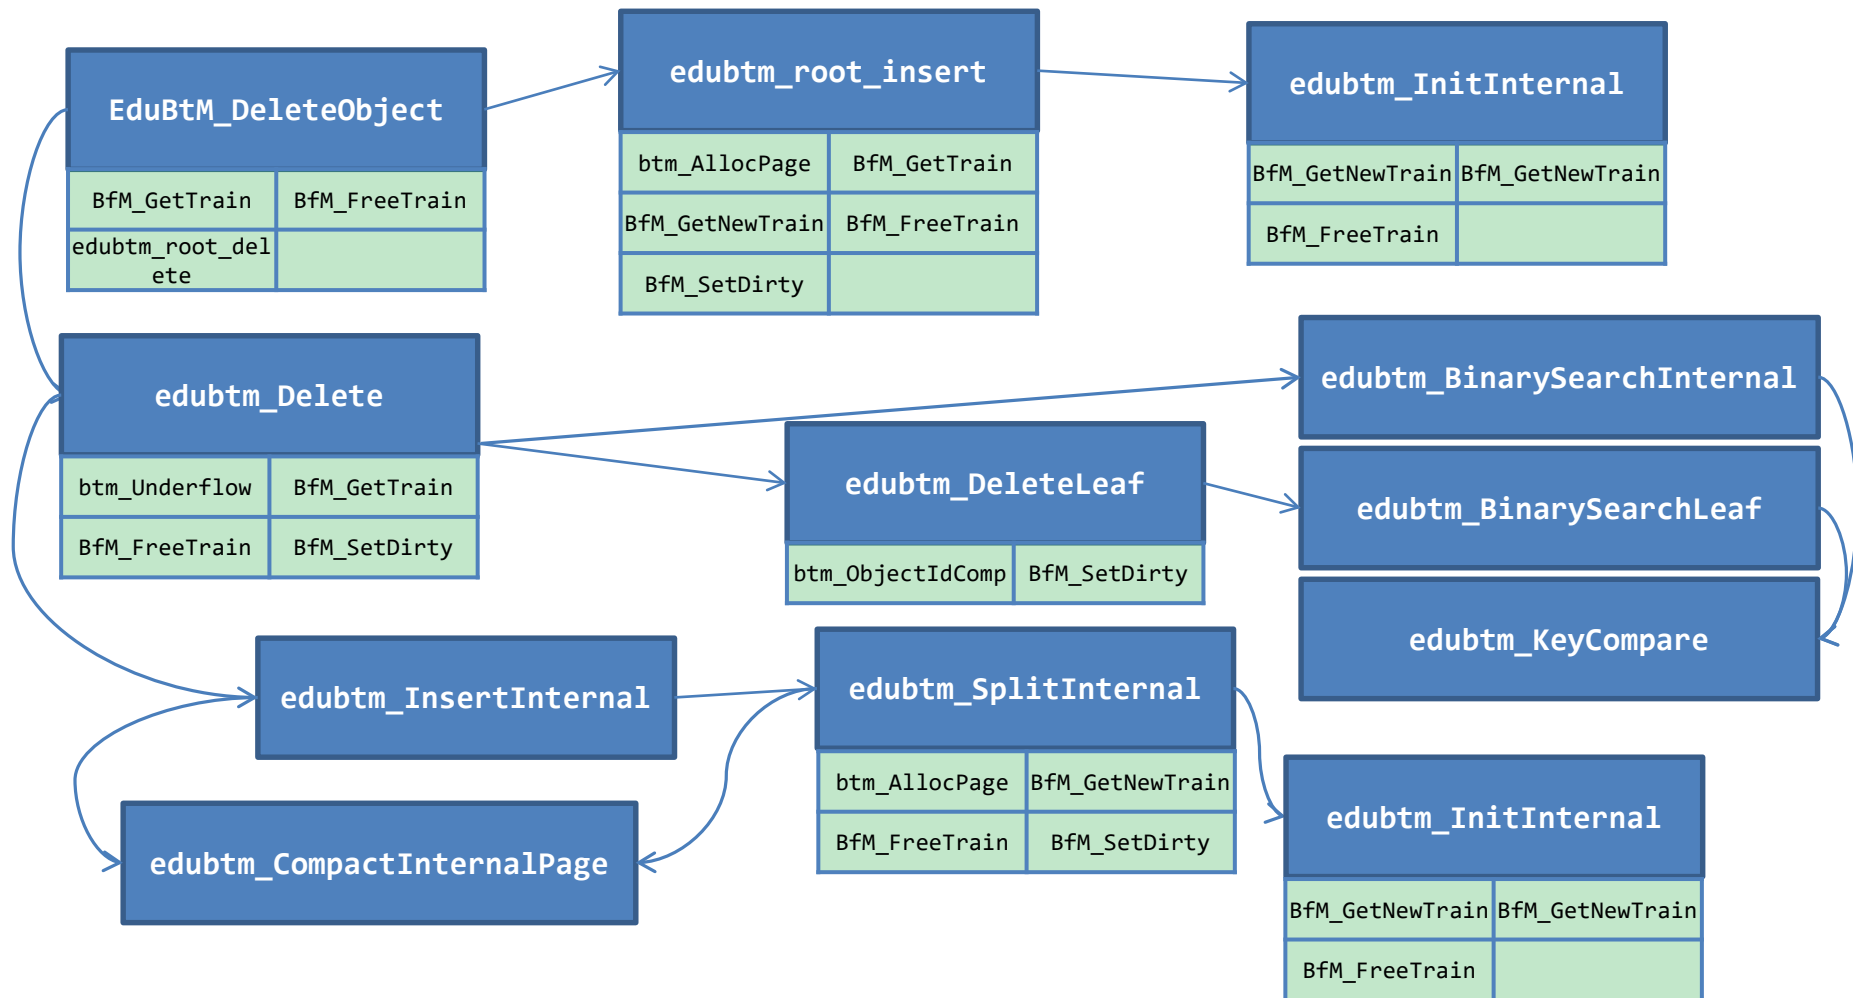 EduBtM_DeleteObject
BfM_GetTrain
BfM_FreeTrain
edubtm_root_del
ete
edubtm_root_insert
btm_AllocPage
BfM_GetTrain
BfM_GetNewTrain
BfM_FreeTrain
BfM_SetDirty
edubtm_InitInternal
BfM_GetNewTrain
BfM_GetNewTrain
BfM_FreeTrain
edubtm_Delete
btm_Underflow
BfM_GetTrain
BfM_FreeTrain
BfM_SetDirty
edubtm_DeleteLeaf
btm_ObjectIdComp
BfM_SetDirty
edubtm_BinarySearchInternal
edubtm_BinarySearchLeaf
edubtm_KeyCompare
edubtm_InsertInternal
edubtm_CompactInternalPage
edubtm_SplitInternal
btm_AllocPage
BfM_GetNewTrain
BfM_FreeTrain
BfM_SetDirty
edubtm_InitInternal
BfM_GetNewTrain
BfM_GetNewTrain
BfM_FreeTrain